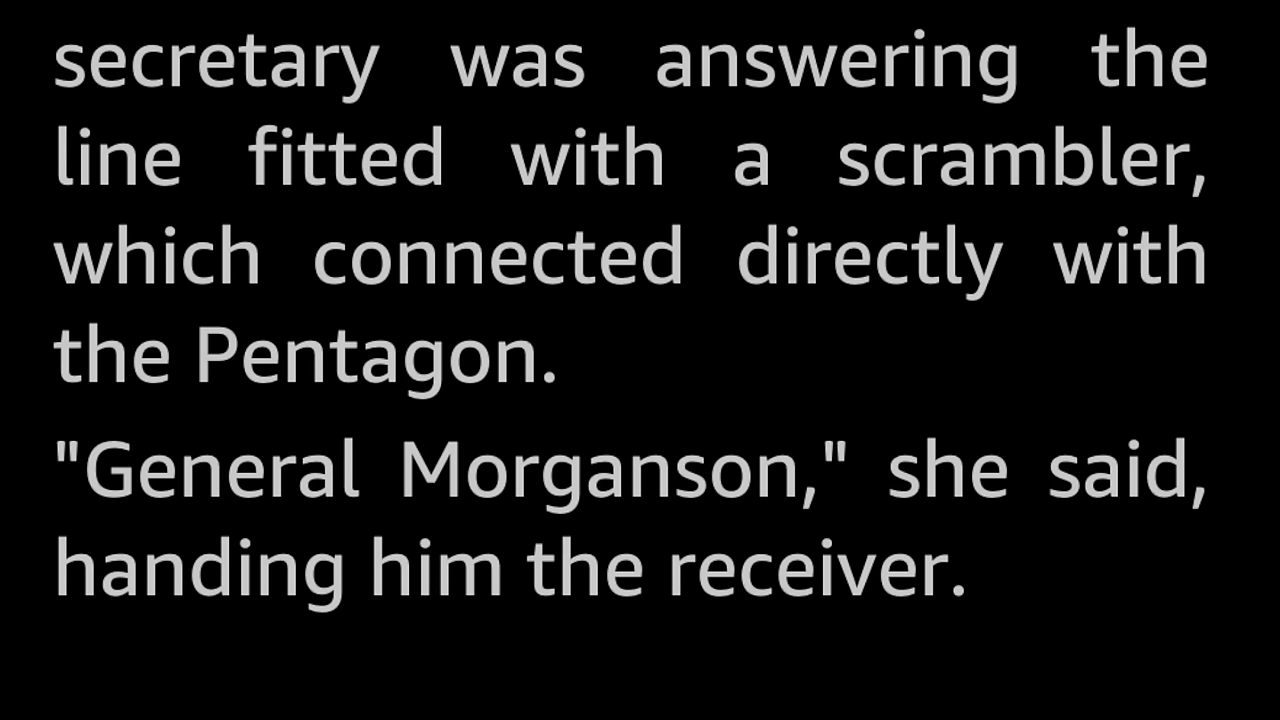 secretary was answering the
line fitted with a scrambler,
which connected directly with
the Pentagon.
"General Morganson," she said,
handing him the receiver.